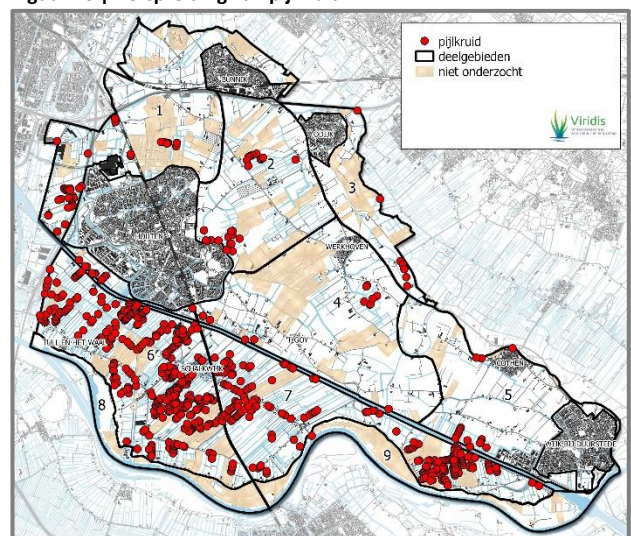 pijlkruid
deelgebieden
niet onderzocht
Viridis
BUNNIK
1
ODIJK
2
3
HOUTEN
WERKHOVEN
4
TULL EN HET WAAL
'T GOY
COTHEN
6
SCHALKWIJK
5
8
7
WIJK BIJ DUURSTEDE
9